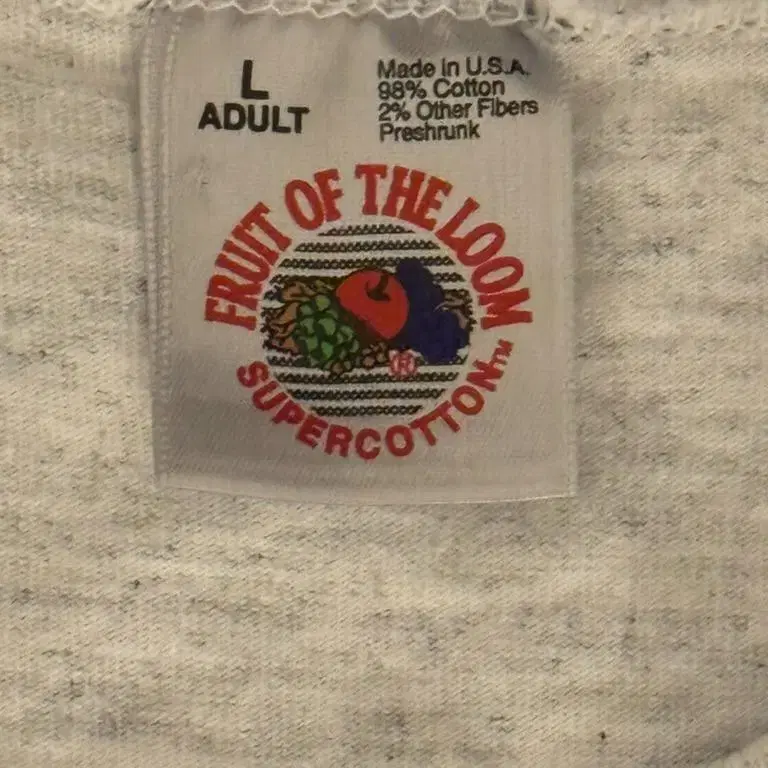 L
ADULT
Made in U.S.A.
98% Cotton
2% Other Fibers
Preshrunk
FRUIT OF THE LOOM
®
SUPERCOTTON™